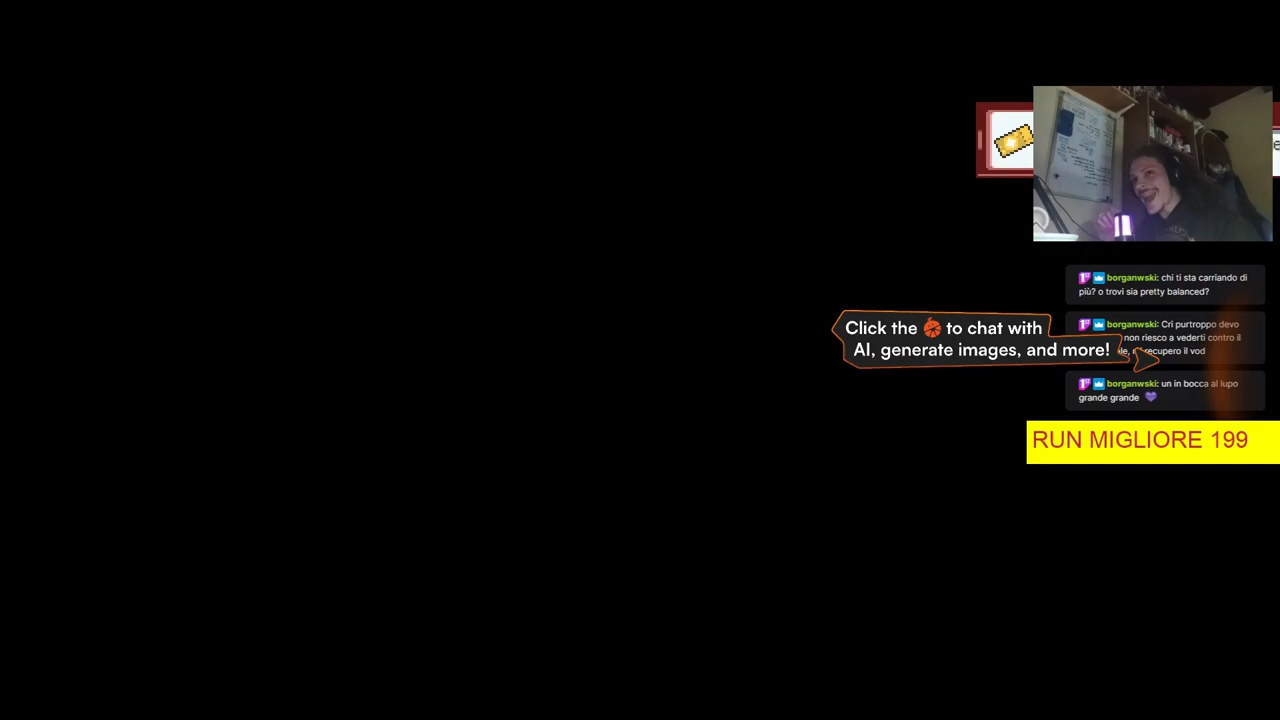 borganwski: chi ti sta carriando di
più? o trovi sia pretty balanced?
Click the to chat with
AI, generate images, and more!
borganwski: Cri purtroppo devo
non riesco a vederti contro il
recupero il vod
borganwski: un in bocca al lupo
grande grande
RUN MIGLIORE 199